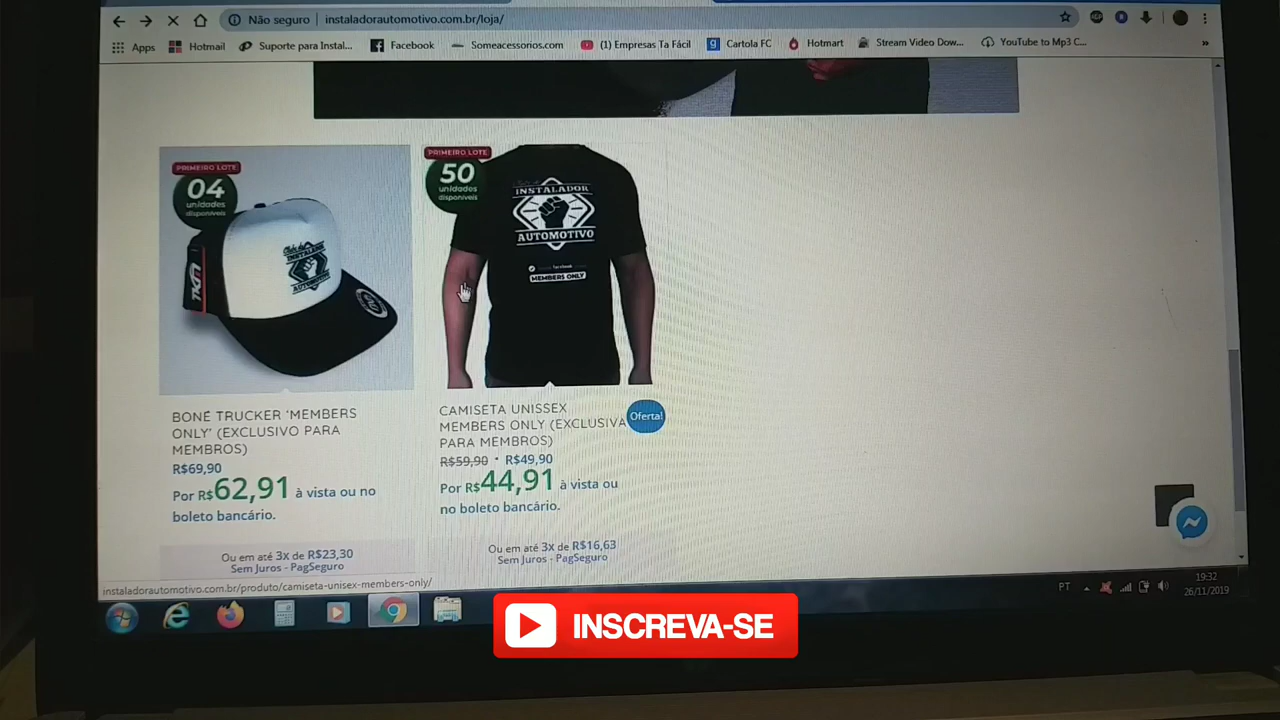 Não seguro | instaladorautomotivo.com.br/loja/
Apps Hotmail Suporte para Instal... Facebook Someacessorios.com (1) Empresas Ta Fácil Cartola FC Hotmart Stream Video Dow... YouTube to Mp3 C... »
PRIMEIRO LOTE
04
unidades
disponíveis
INSTALADOR
AUTOMOTIVO
PRIMEIRO LOTE
50
unidades
disponíveis
INSTALADOR
AUTOMOTIVO
MEMBERS ONLY
BONÉ TRUCKER ‘MEMBERS
ONLY’ (EXCLUSIVO PARA
MEMBROS)
R$69,90
Por R$62,91 à vista ou no
boleto bancário.
Ou em até 3x de R$23,30
Sem Juros - PagSeguro
CAMISETA UNISSEX
MEMBERS ONLY (EXCLUSIVA
PARA MEMBROS)
Oferta!
R$59,90 R$49,90
Por R$44,91 à vista ou
no boleto bancário.
Ou em até 3x de R$16,63
Sem Juros - PagSeguro
instaladorautomotivo.com.br/produto/camiseta-unisex-members-only/
PT
19:32
26/11/2019
INSCREVA-SE